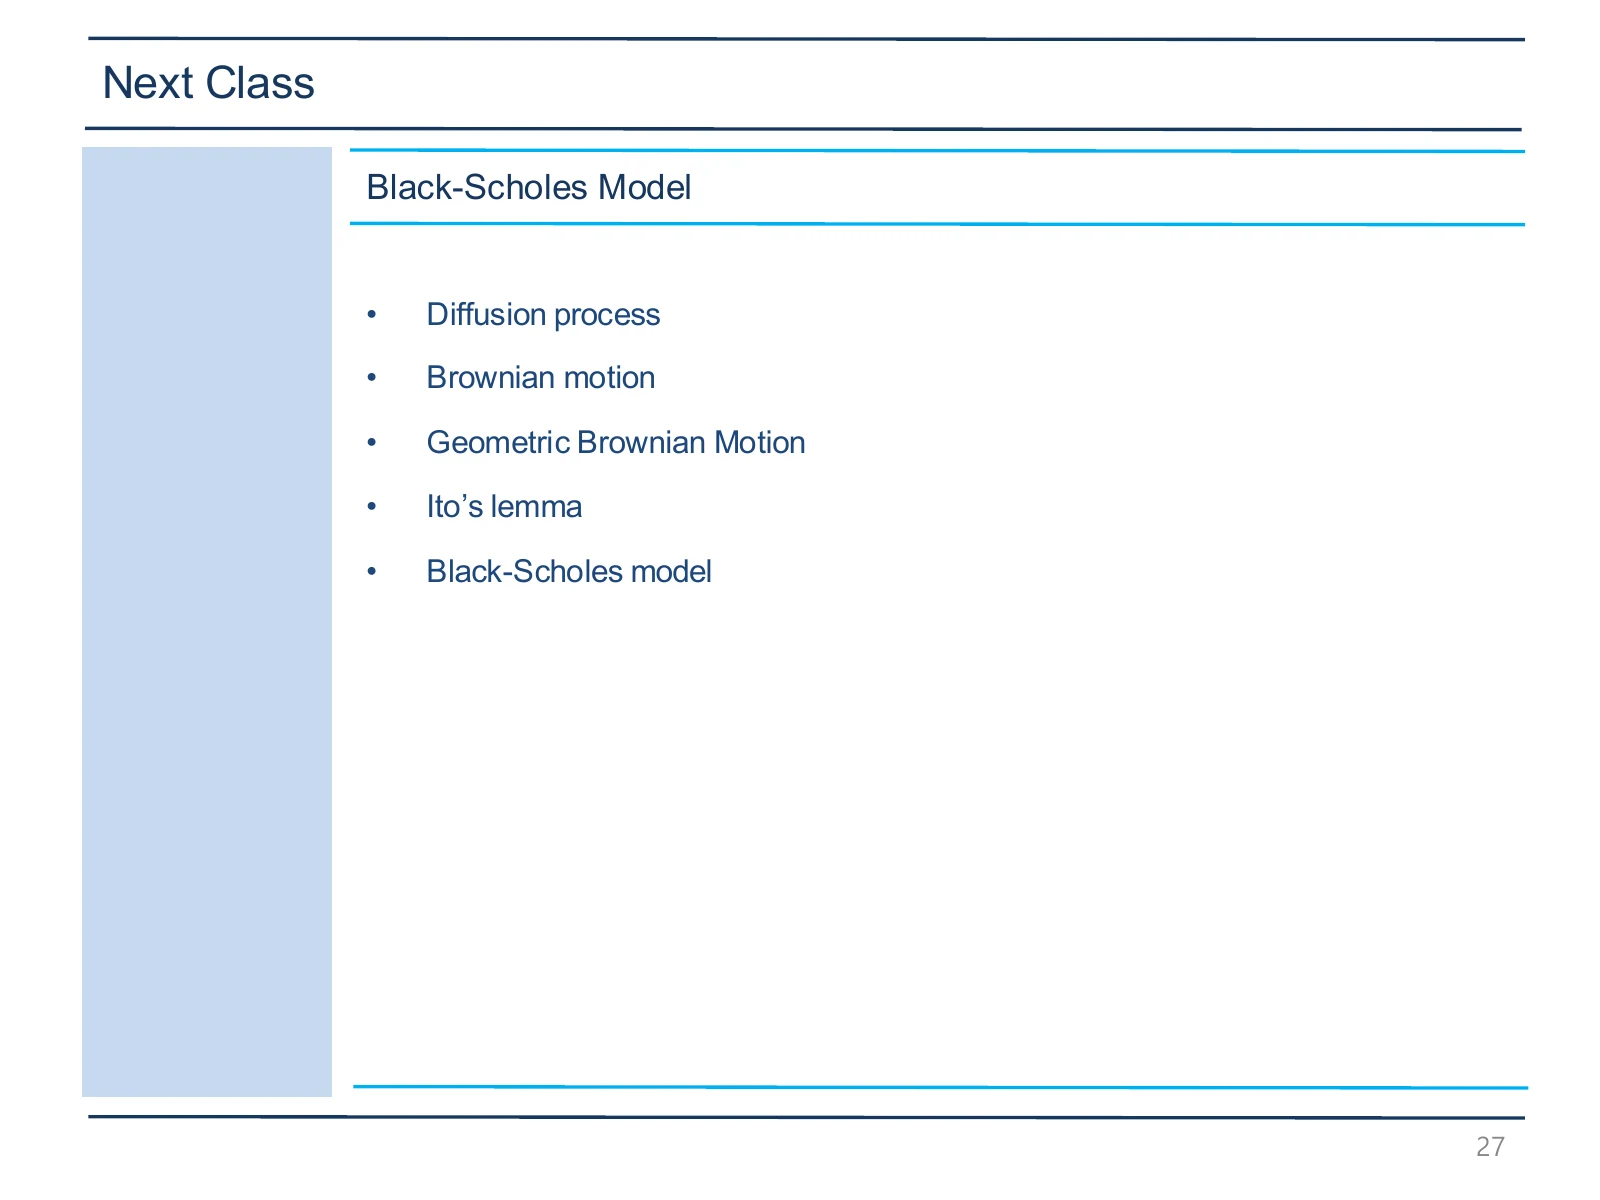 Next Class
Black-Scholes Model
• Diffusion process
• Brownian motion
• Geometric Brownian Motion
• Ito’s lemma
• Black-Scholes model
27